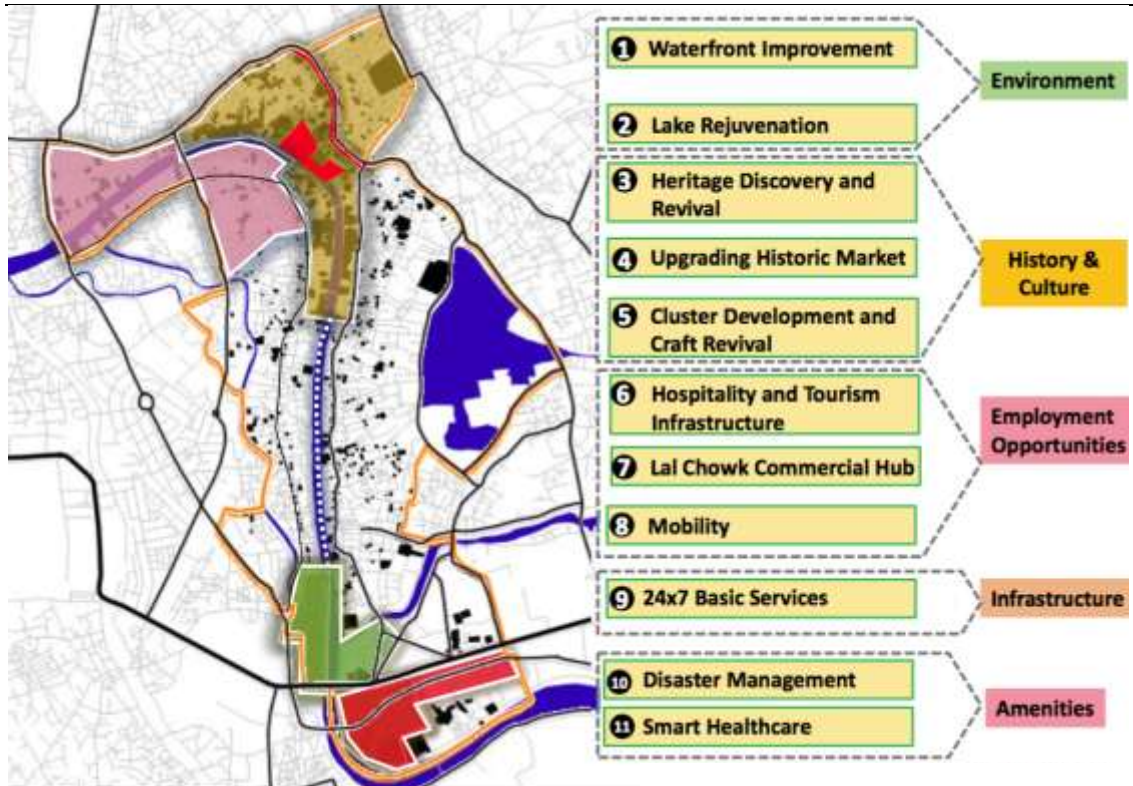 1 Waterfront Improvement
Environment
2 Lake Rejuvenation
3 Heritage Discovery and
Revival
4 Upgrading Historic Market
History &
Culture
5 Cluster Development and
Craft Revival
6 Hospitality and Tourism
Infrastructure
Employment
Opportunities
7 Lal Chowk Commercial Hub
8 Mobility
9 24x7 Basic Services
Infrastructure
10 Disaster Management
11 Smart Healthcare
Amenities